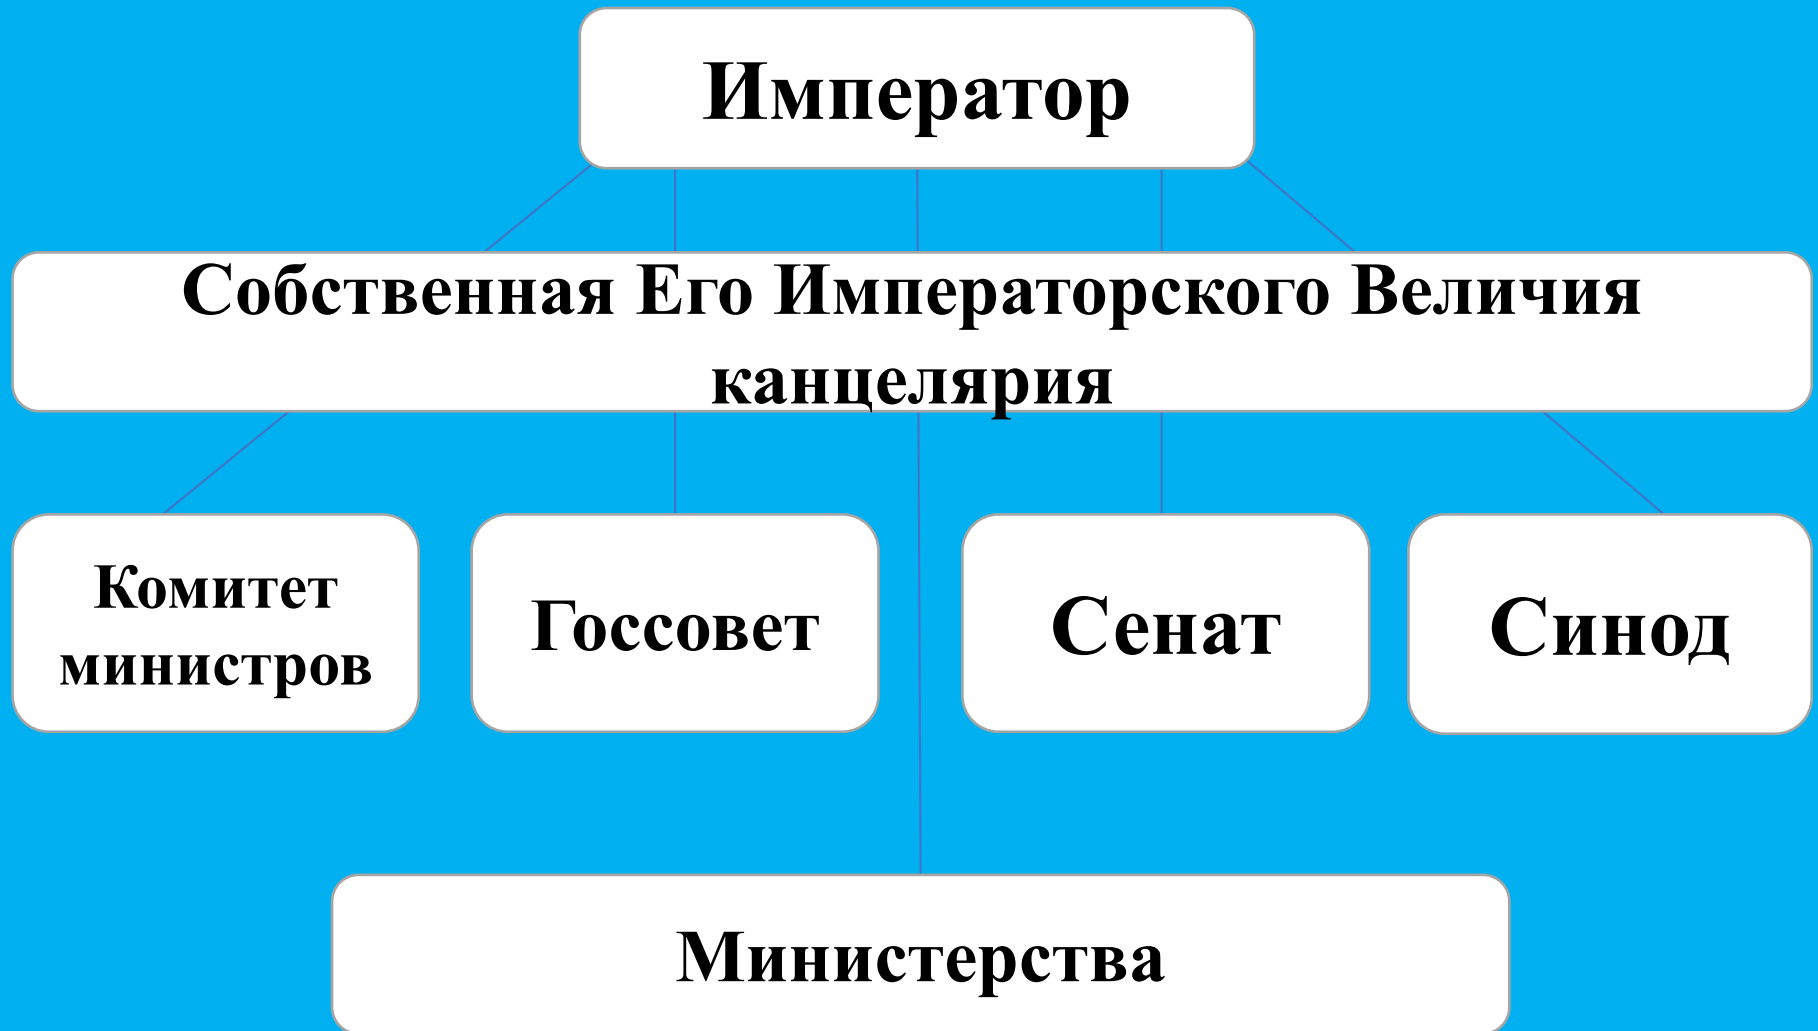 Император
Собственная Его Императорского Величия
канцелярия
Комитет
министров
Госсовет
Сенат
Синод
Министерства